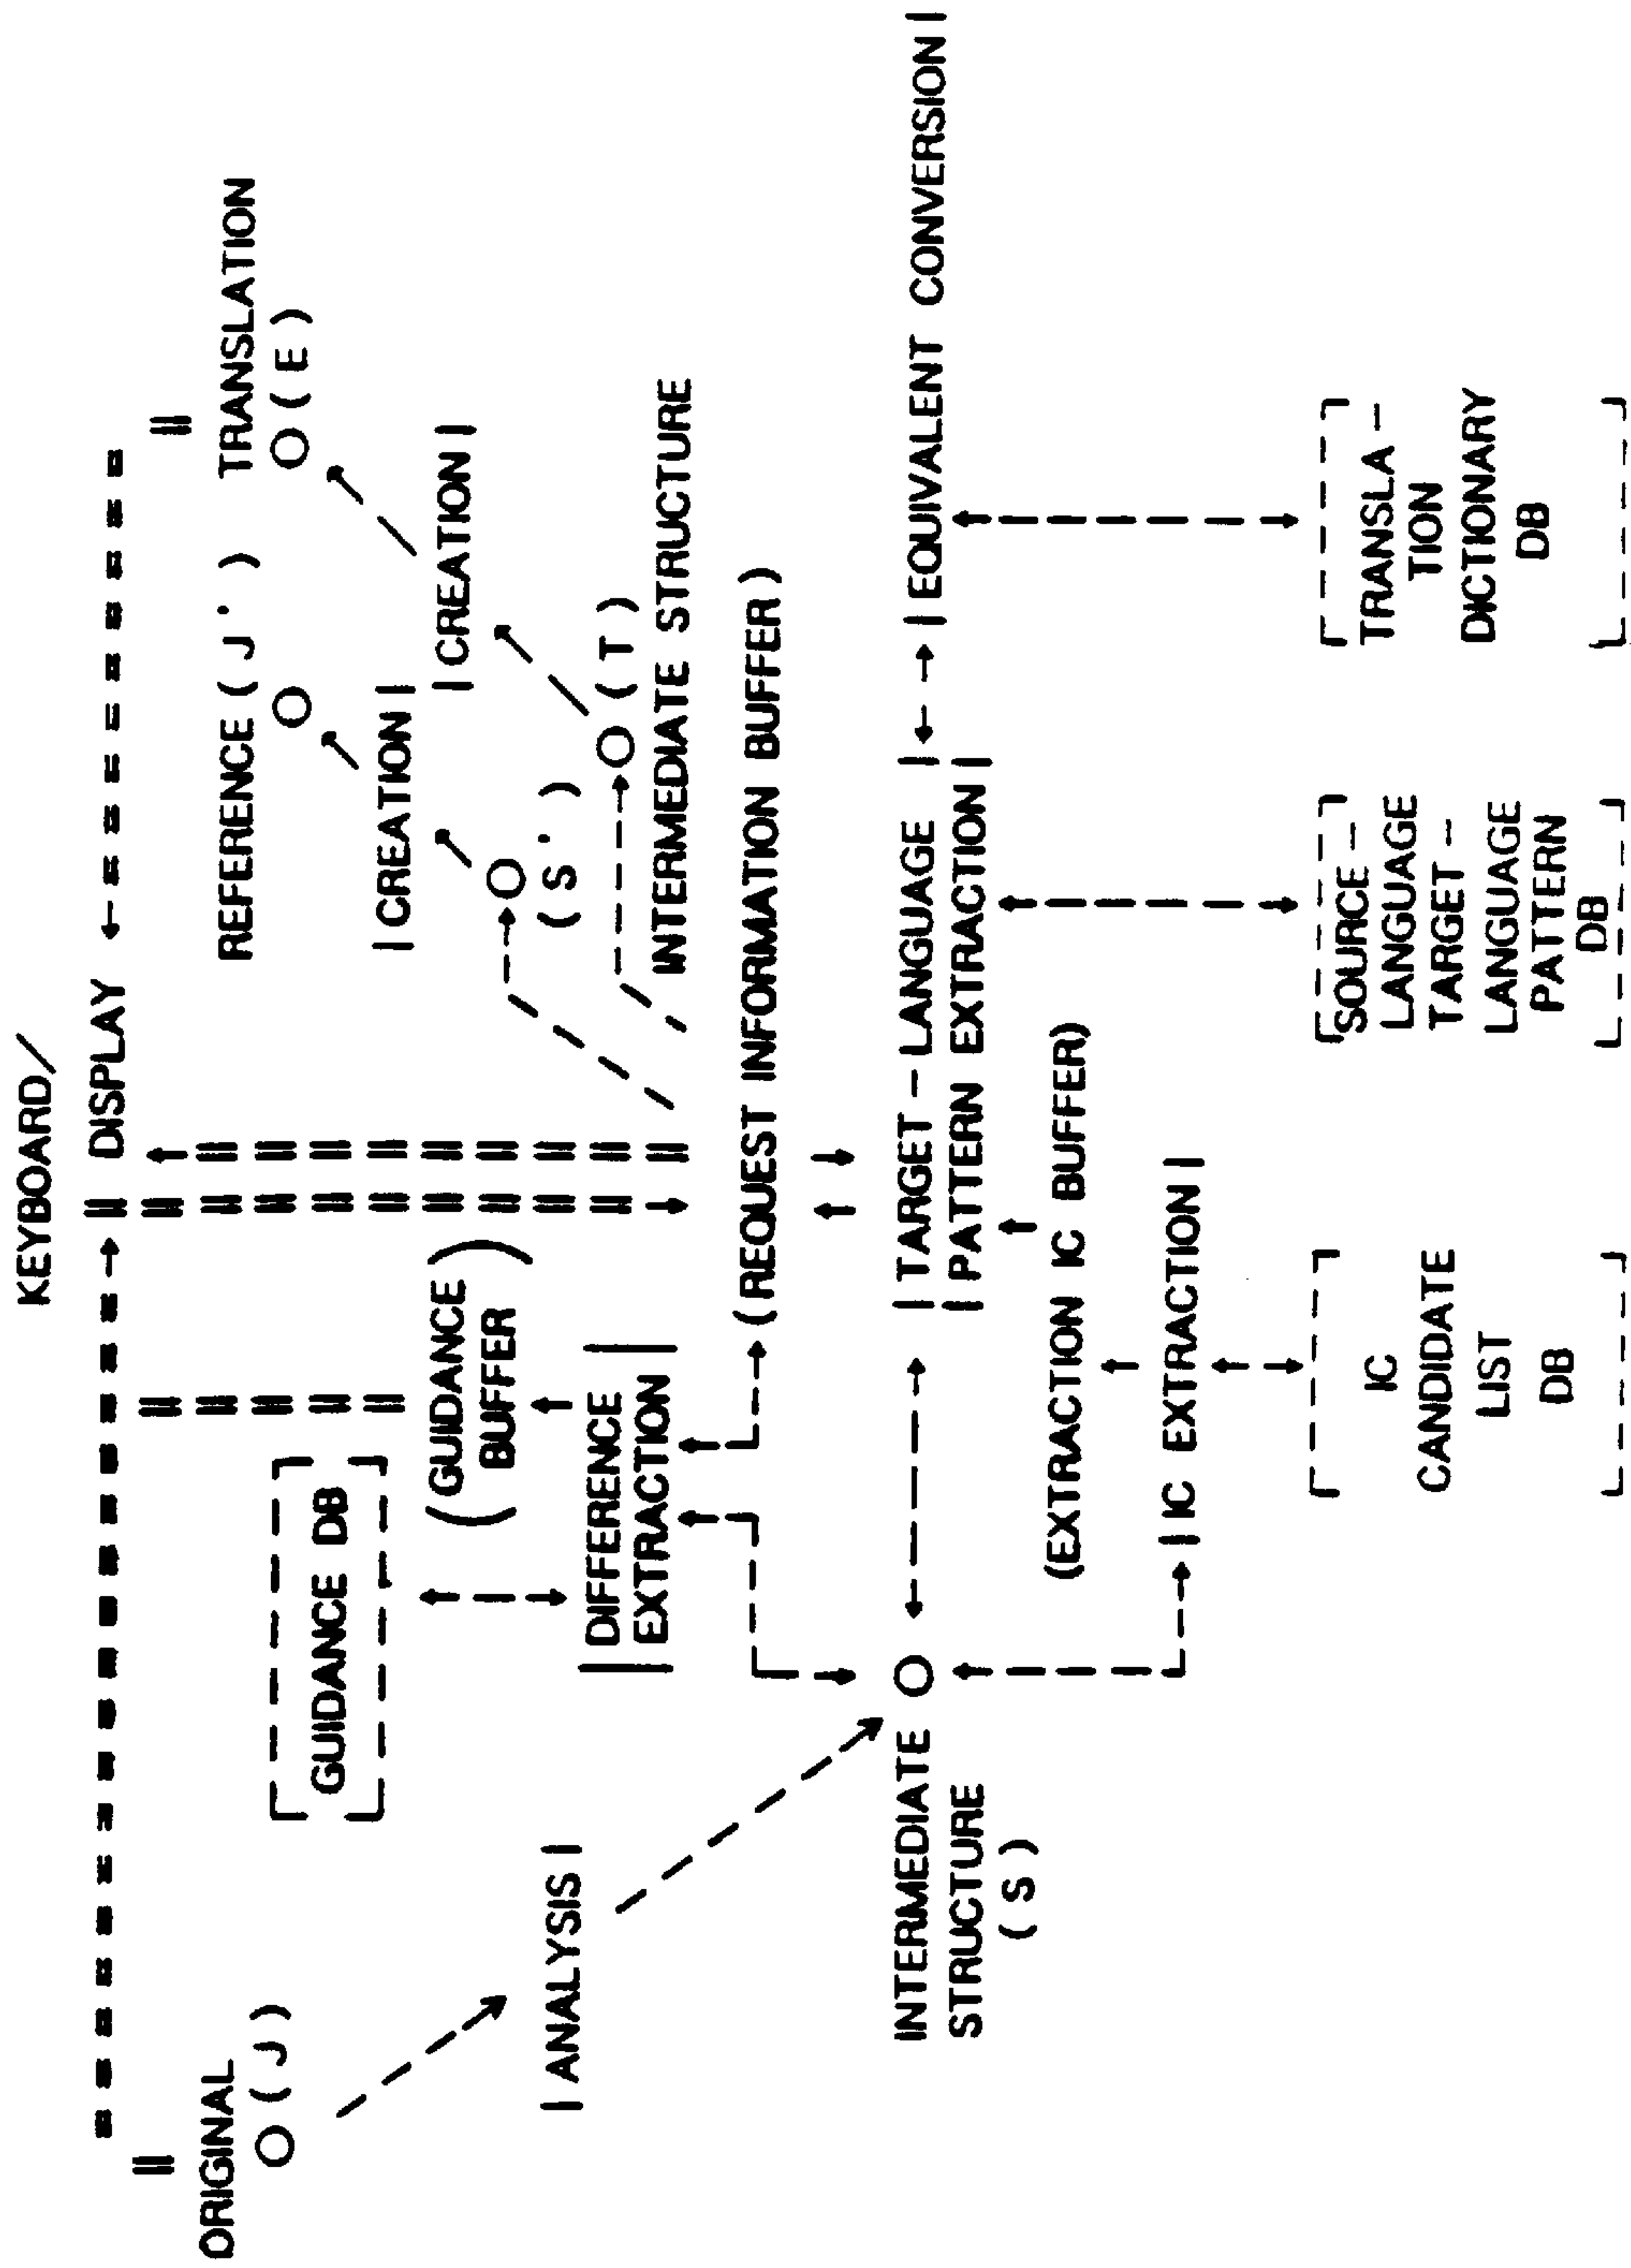 KEYBOARD/
DISPLAY
ORIGINAL
(J)
GUIDANCE DB
REFERENCE (J')
TRANSLATION
(E)
(GUIDANCE
BUFFER)
|CREATION|
|CREATION|
|ANALYSIS|
|DIFFERENCE
EXTRACTION|
(S')
(T)
INTERMEDIATE STRUCTURE
(REQUEST INFORMATION BUFFER)
INTERMEDIATE
STRUCTURE
(S)
|TARGET-LANGUAGE|
|PATTERN EXTRACTION|
|EQUIVALENT CONVERSION|
(EXTRACTION IC BUFFER)
|IC EXTRACTION|
IC
CANDIDATE
LIST
DB
SOURCE-
LANGUAGE
TARGET-
LANGUAGE
PATTERN
DB
TRANSLA-
TION
DICTIONARY
DB